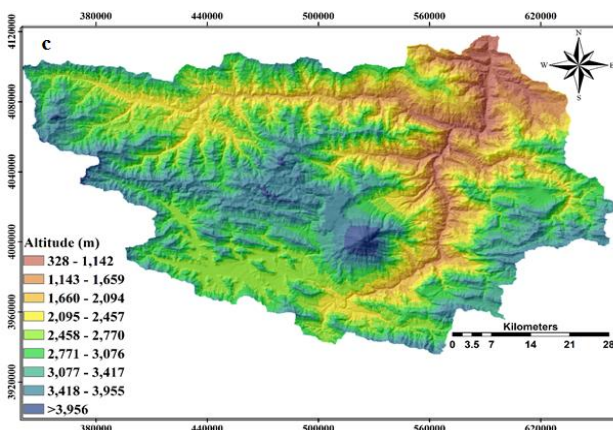 380000 440000 500000 560000 620000
c
N
W E
S
4120000
4080000
4040000
4000000
3960000
3920000
Altitude (m)
328 - 1,142
1,143 - 1,659
1,660 - 2,094
2,095 - 2,457
2,458 - 2,770
2,771 - 3,076
3,077 - 3,417
3,418 - 3,955
>3,956
Kilometers
0 3.5 7 14 21 28
380000 440000 500000 560000 620000